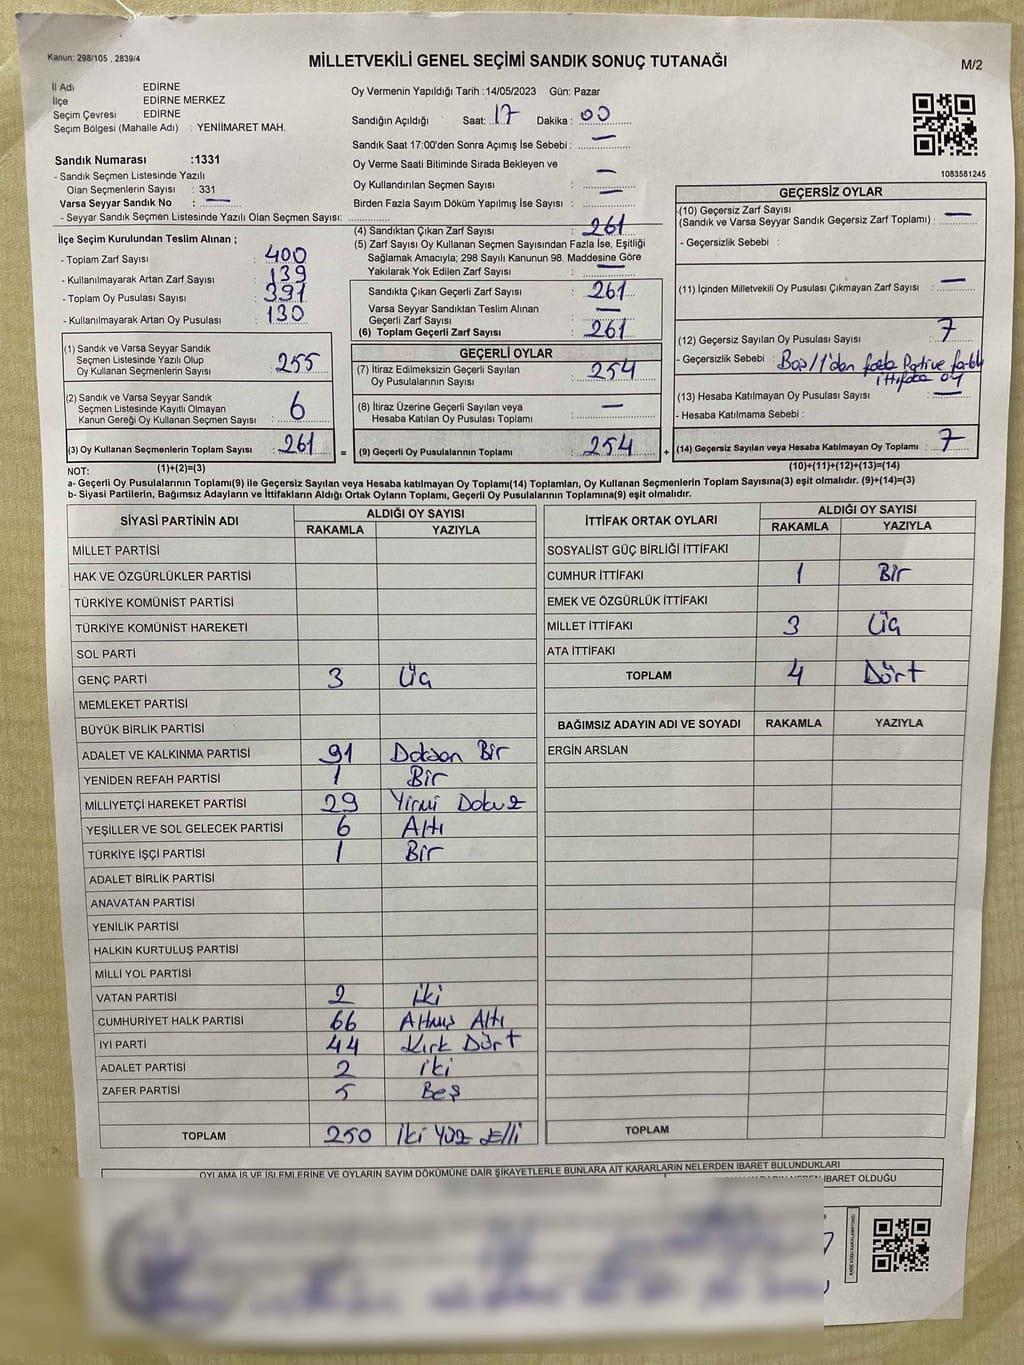 Kanun: 298/105 , 2839/4
MİLLETVEKİLİ GENEL SEÇİMİ SANDIK SONUÇ TUTANAĞI
M/2
İl Adı : EDİRNE
İlçe : EDİRNE MERKEZ
Seçim Çevresi : EDİRNE
Seçim Bölgesi (Mahalle Adı) : YENİİMARET MAH.
Oy Vermenin Yapıldığı Tarih :14/05/2023 Gün: Pazar
Sandığın Açıldığı Saat: 17 Dakika : 00
Sandık Saat 17:00'den Sonra Açımış İse Sebebi : —
Oy Verme Saati Bitiminde Sırada Bekleyen ve
Oy Kullandırılan Seçmen Sayısı : —
Birden Fazla Sayım Döküm Yapılmış İse Sayısı : —
1083581245
Sandık Numarası :1331
- Sandık Seçmen Listesinde Yazılı
Olan Seçmenlerin Sayısı : 331
Varsa Seyyar Sandık No : —
- Seyyar Sandık Seçmen Listesinde Yazılı Olan Seçmen Sayısı:
İlçe Seçim Kurulundan Teslim Alınan ;
- Toplam Zarf Sayısı : 400
- Kullanılmayarak Artan Zarf Sayısı : 139
- Toplam Oy Pusulası Sayısı : 391
- Kullanılmayarak Artan Oy Pusulası : 130
(1) Sandık ve Varsa Seyyar Sandık
Seçmen Listesinde Yazılı Olup
Oy Kullanan Seçmenlerin Sayısı : 255
(2) Sandık ve Varsa Seyyar Sandık
Seçmen Listesinde Kayıtlı Olmayan
Kanun Gereği Oy Kullanan Seçmen Sayısı : 6
(3) Oy Kullanan Seçmenlerin Toplam Sayısı : 261
(4) Sandıktan Çıkan Zarf Sayısı : 261
(5) Zarf Sayısı Oy Kullanan Seçmen Sayısından Fazla İse, Eşitliği
Sağlamak Amacıyla; 298 Sayılı Kanunun 98. Maddesine Göre
Yakılarak Yok Edilen Zarf Sayısı : —
Sandıkta Çıkan Geçerli Zarf Sayısı : 261
Varsa Seyyar Sandıktan Teslim Alınan
Geçerli Zarf Sayısı : —
(6) Toplam Geçerli Zarf Sayısı : 261
GEÇERLİ OYLAR
(7) İtiraz Edilmeksizin Geçerli Sayılan
Oy Pusulalarının Sayısı : 254
(8) İtiraz Üzerine Geçerli Sayılan veya
Hesaba Katılan Oy Pusulası Toplamı : —
= (9) Geçerli Oy Pusulalarının Toplamı : 254
GEÇERSİZ OYLAR
(10) Geçersiz Zarf Sayısı
(Sandık ve Varsa Seyyar Sandık Geçersiz Zarf Toplamı) : —
- Geçersizlik Sebebi :
(11) İçinden Milletvekili Oy Pusulası Çıkmayan Zarf Sayısı : —
(12) Geçersiz Sayılan Oy Pusulası Sayısı : 7
- Geçersizlik Sebebi : Boş/1'den fazla Partiye farklı
ittifaka oy
(13) Hesaba Katılmayan Oy Pusulası Sayısı : —
- Hesaba Katılmama Sebebi :
+ (14) Geçersiz Sayılan veya Hesaba Katılmayan Oy Toplamı : 7
NOT: (1)+(2)=(3)
(10)+(11)+(12)+(13)=(14)
a- Geçerli Oy Pusulalarının Toplamı(9) ile Geçersiz Sayılan veya Hesaba katılmayan Oy Toplamı(14) Toplamları, Oy Kullanan Seçmenlerin Toplam Sayısına(3) eşit olmalıdır. (9)+(14)=(3)
b- Siyasi Partilerin, Bağımsız Adayların ve İttifakların Aldığı Ortak Oyların Toplamı, Geçerli Oy Pusulalarının Toplamına(9) eşit olmalıdır.
SİYASİ PARTİNİN ADI ALDIĞI OY SAYISI
RAKAMLA YAZIYLA
MİLLET PARTİSİ
HAK VE ÖZGÜRLÜKLER PARTİSİ
TÜRKİYE KOMÜNİST PARTİSİ
TÜRKİYE KOMÜNİST HAREKETİ
SOL PARTİ
GENÇ PARTİ 3 Üç
MEMLEKET PARTİSİ
BÜYÜK BİRLİK PARTİSİ
ADALET VE KALKINMA PARTİSİ 91 Doksan Bir
YENİDEN REFAH PARTİSİ 1 Bir
MİLLİYETÇİ HAREKET PARTİSİ 29 Yirmi Dokuz
YEŞİLLER VE SOL GELECEK PARTİSİ 6 Altı
TÜRKİYE İŞÇİ PARTİSİ 1 Bir
ADALET BİRLİK PARTİSİ
ANAVATAN PARTİSİ
YENİLİK PARTİSİ
HALKIN KURTULUŞ PARTİSİ
MİLLİ YOL PARTİSİ
VATAN PARTİSİ 2 İki
CUMHURİYET HALK PARTİSİ 66 Altmış Altı
İYİ PARTİ 44 Kırk Dört
ADALET PARTİSİ 2 iki
ZAFER PARTİSİ 5 Beş
TOPLAM 250 İki Yüz Elli
İTTİFAK ORTAK OYLARI ALDIĞI OY SAYISI
RAKAMLA YAZIYLA
SOSYALİST GÜÇ BİRLİĞİ İTTİFAKI
CUMHUR İTTİFAKI 1 Bir
EMEK VE ÖZGÜRLÜK İTTİFAKI
MİLLET İTTİFAKI 3 Üç
ATA İTTİFAKI
TOPLAM 4 Dört
BAĞIMSIZ ADAYIN ADI VE SOYADI RAKAMLA YAZIYLA
ERGİN ARSLAN
TOPLAM
OYLAMA İŞ VE İŞLEMLERİNE VE OYLARIN SAYIM DÖKÜMÜNE DAİR ŞİKAYETLERLE BUNLARA AİT KARARLARIN NELERDEN İBARET BULUNDUKLARI
İBARET OLDUĞU